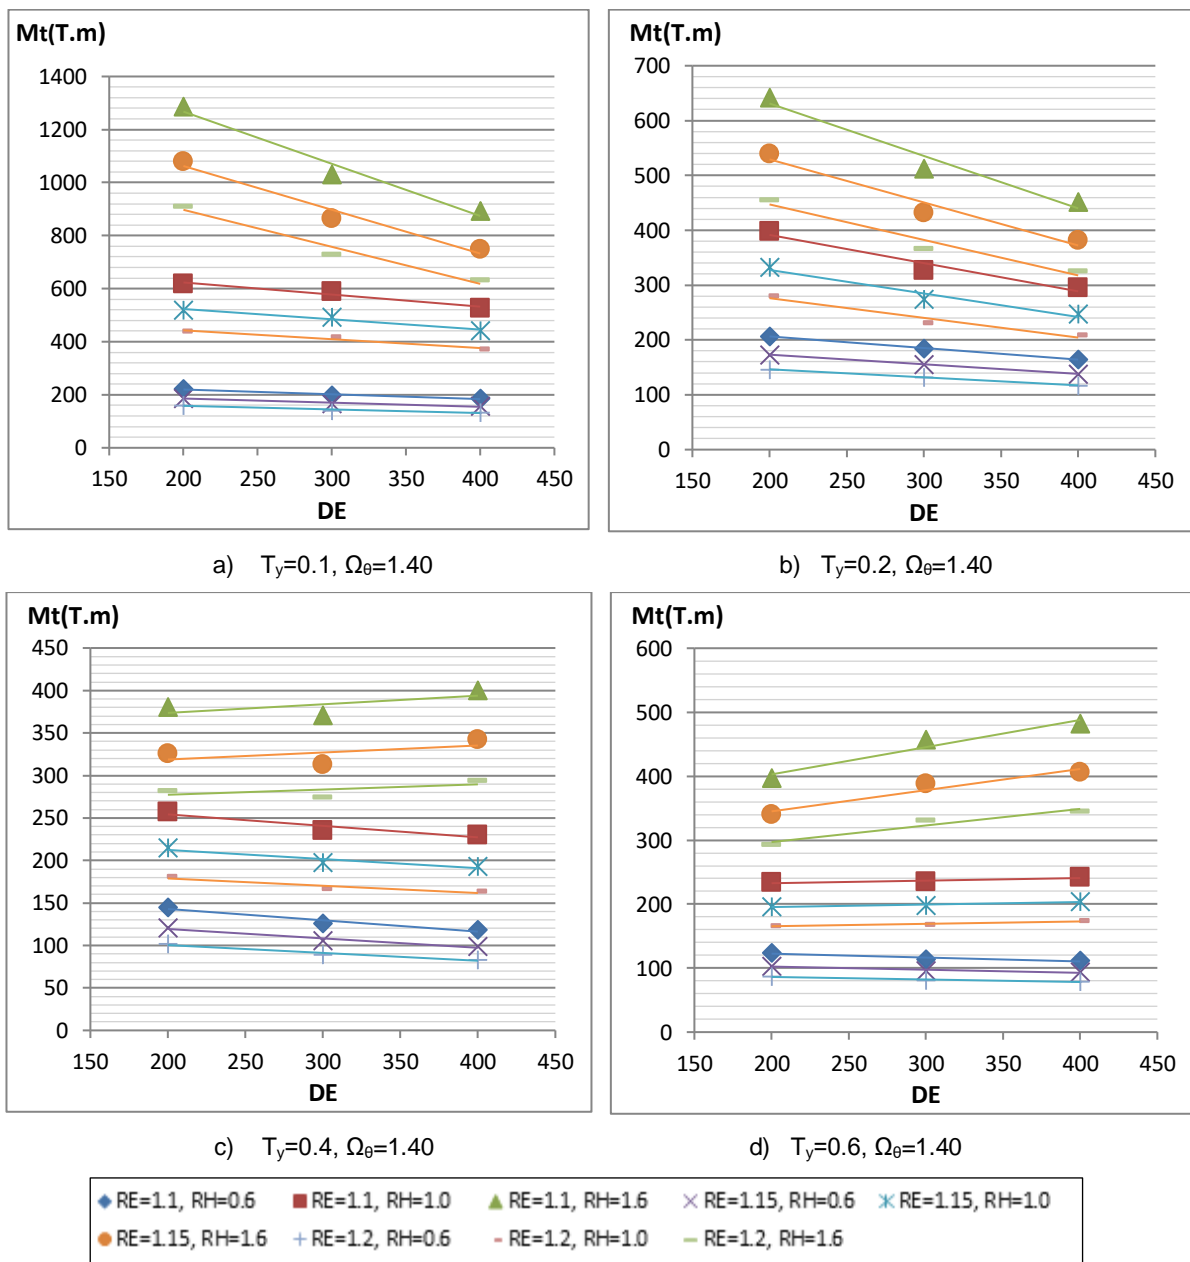 Mt(T.m)
1400
1200
1000
800
600
400
200
0
150 200 250 300 350 400 450
DE
a) Ty=0.1, Ωθ=1.40
Mt(T.m)
700
600
500
400
300
200
100
0
150 200 250 300 350 400 450
DE
b) Ty=0.2, Ωθ=1.40
Mt(T.m)
450
400
350
300
250
200
150
100
50
0
150 200 250 300 350 400 450
DE
c) Ty=0.4, Ωθ=1.40
Mt(T.m)
600
500
400
300
200
100
0
150 200 250 300 350 400 450
DE
d) Ty=0.6, Ωθ=1.40
RE=1.1, RH=0.6 RE=1.1, RH=1.0 RE=1.1, RH=1.6 RE=1.15, RH=0.6 RE=1.15, RH=1.0
RE=1.15, RH=1.6 RE=1.2, RH=0.6 RE=1.2, RH=1.0 RE=1.2, RH=1.6